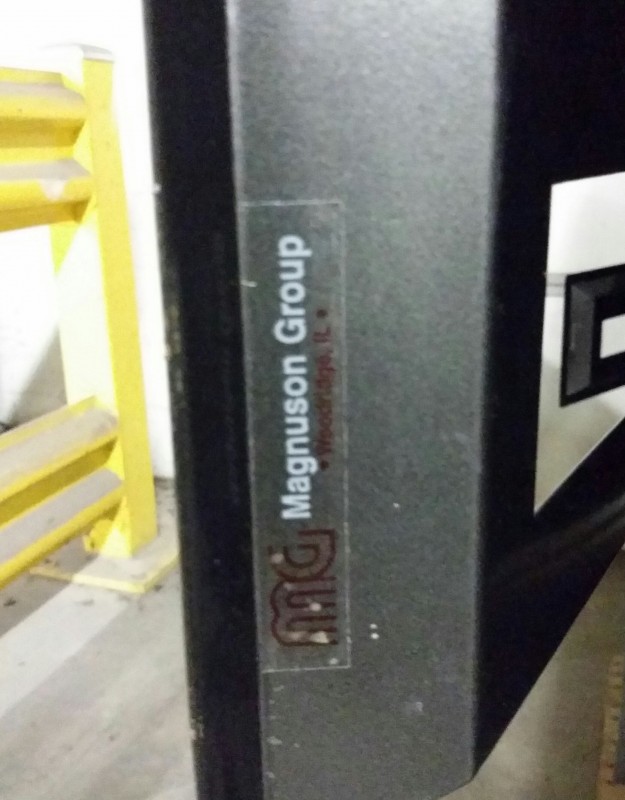 MG
Magnuson Group
• Woodridge, IL •